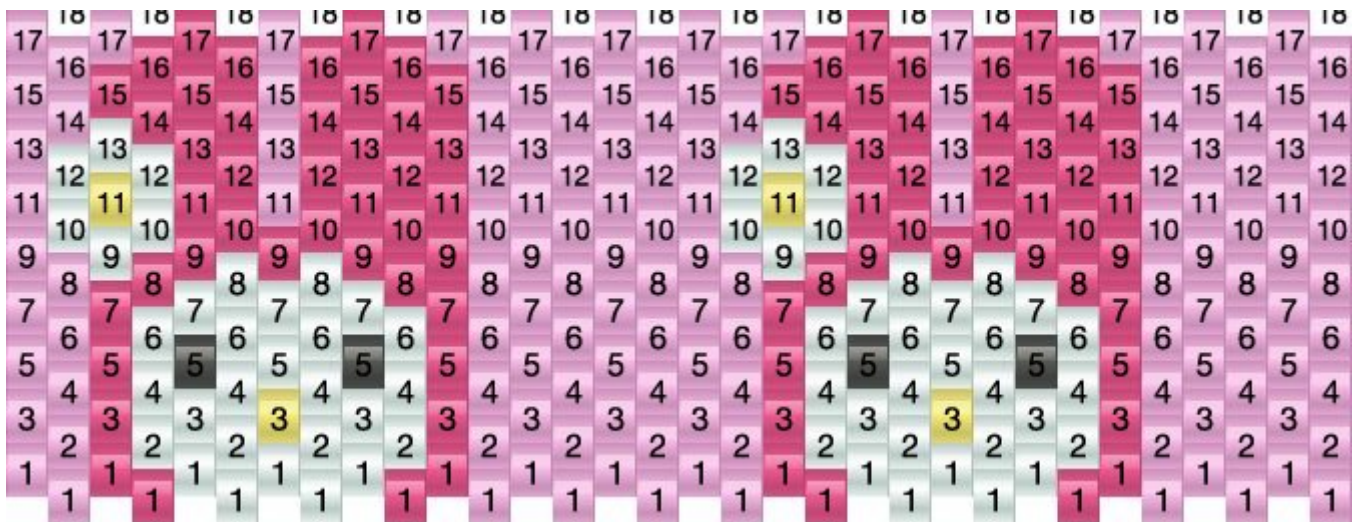 18 18 18 18 18 18 18 18 18 18 18 18 18 18 18 18
17 17 17 17 17 17 17 17 17 17 17 17 17 17 17 17
16 16 16 16 16 16 16 16 16 16 16 16 16 16 16 16
15 15 15 15 15 15 15 15 15 15 15 15 15 15 15 15
14 14 14 14 14 14 14 14 14 14 14 14 14 14 14 14
13 13 13 13 13 13 13 13 13 13 13 13 13 13 13 13
12 12 12 12 12 12 12 12 12 12 12 12 12 12 12 12
11 11 11 11 11 11 11 11 11 11 11 11 11 11 11 11
10 10 10 10 10 10 10 10 10 10 10 10 10 10 10 10
9 9 9 9 9 9 9 9 9 9 9 9 9 9 9 9
8 8 8 8 8 8 8 8 8 8 8 8 8 8 8 8
7 7 7 7 7 7 7 7 7 7 7 7 7 7 7 7
6 6 6 6 6 6 6 6 6 6 6 6 6 6 6 6
5 5 5 5 5 5 5 5 5 5 5 5 5 5 5 5
4 4 4 4 4 4 4 4 4 4 4 4 4 4 4 4
3 3 3 3 3 3 3 3 3 3 3 3 3 3 3 3
2 2 2 2 2 2 2 2 2 2 2 2 2 2 2 2
1 1 1 1 1 1 1 1 1 1 1 1 1 1 1 1
1 1 1 1 1 1 1 1 1 1 1 1 1 1 1 1